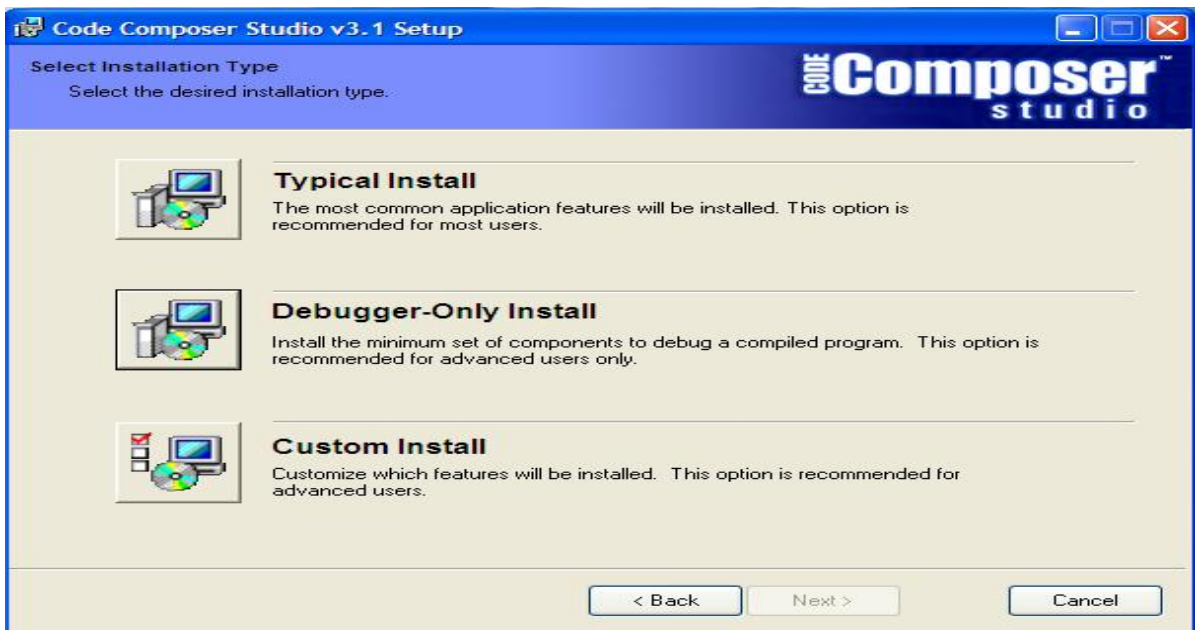 Code Composer Studio v3.1 Setup
Select Installation Type
Select the desired installation type.
CODE Composer™
studio
Typical Install
The most common application features will be installed. This option is
recommended for most users.
Debugger-Only Install
Install the minimum set of components to debug a compiled program. This option is
recommended for advanced users only.
Custom Install
Customize which features will be installed. This option is recommended for
advanced users.
< Back
Next >
Cancel